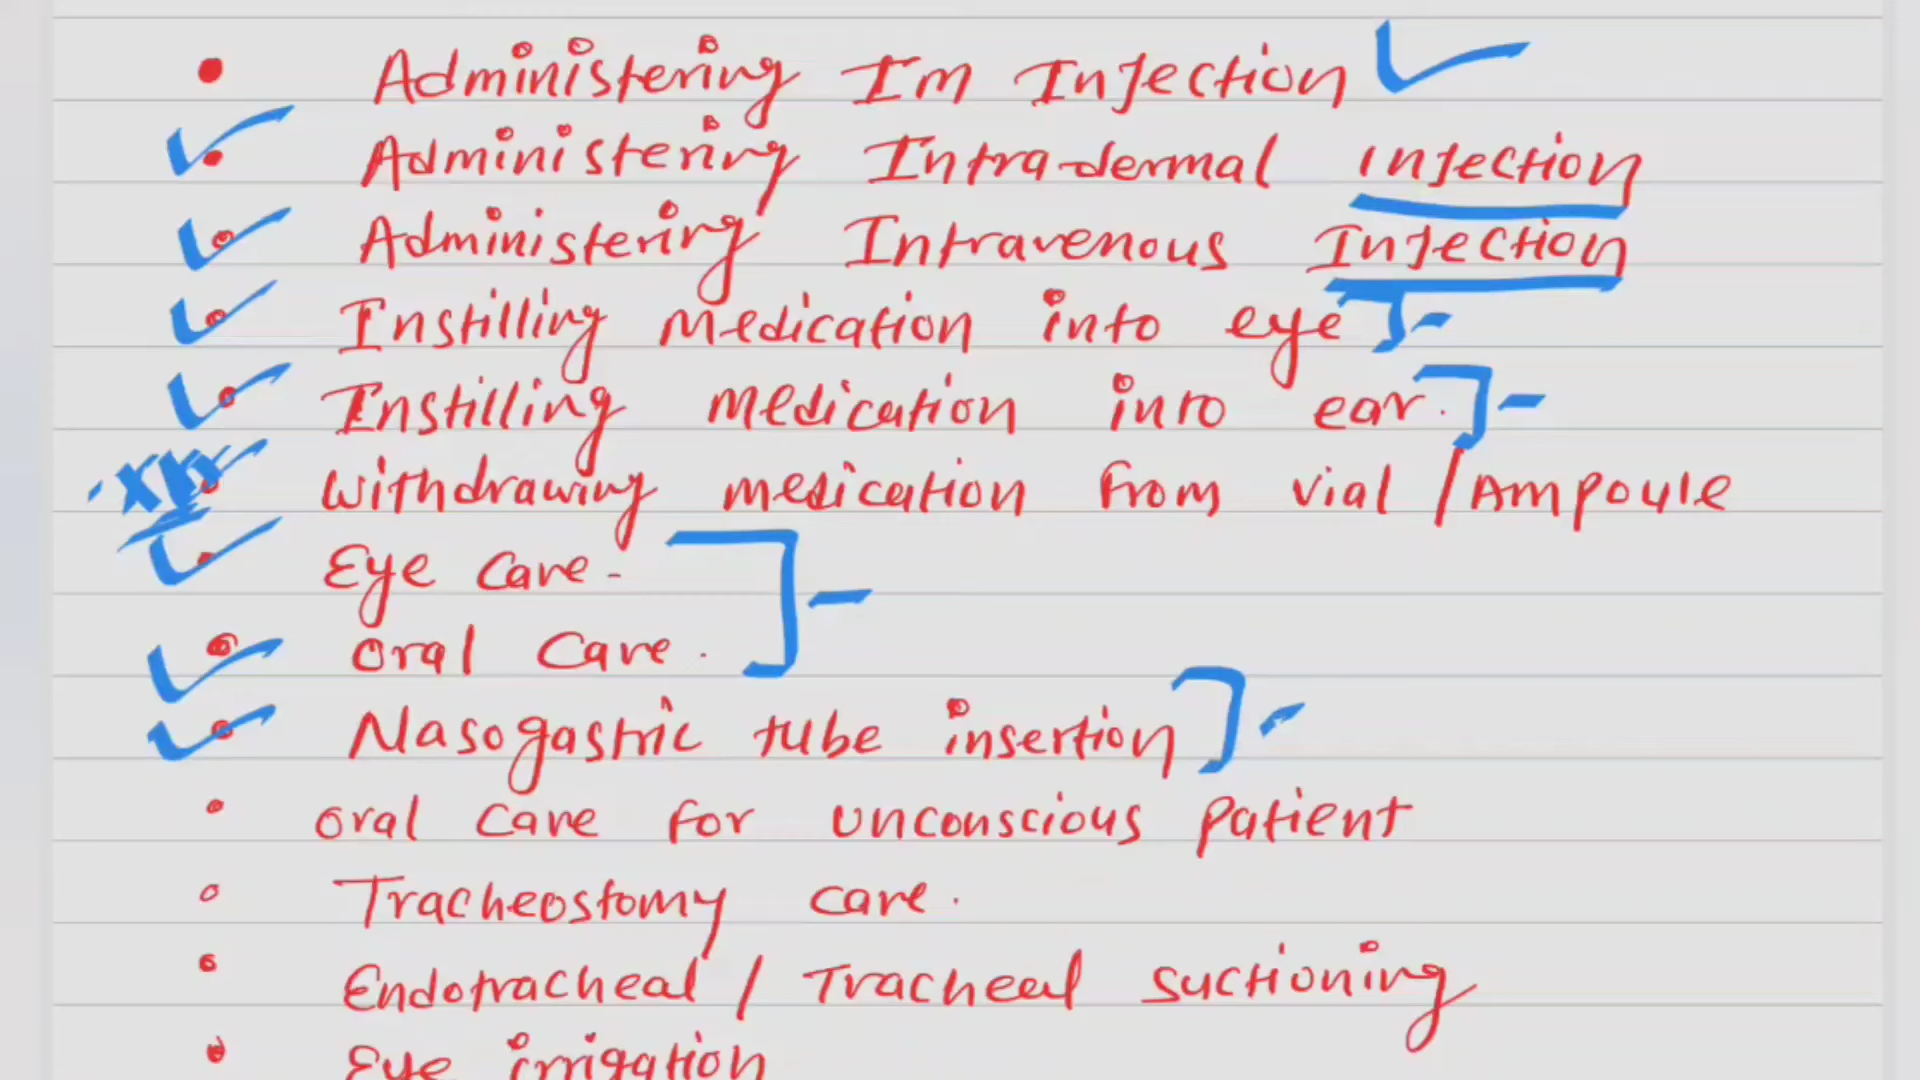 • Administering Im Injection
• Administering Intra-dermal injection
• Administering Intravenous Injection
• Instilling medication into eye
• Instilling medication into ear.
• withdrawing medication from vial / Ampoule
• Eye care.
• oral care.
• Nasogastric tube insertion
• oral care for unconscious patient
• Tracheostomy care.
• Endotracheal / Tracheal suctioning
• Eye irrigation